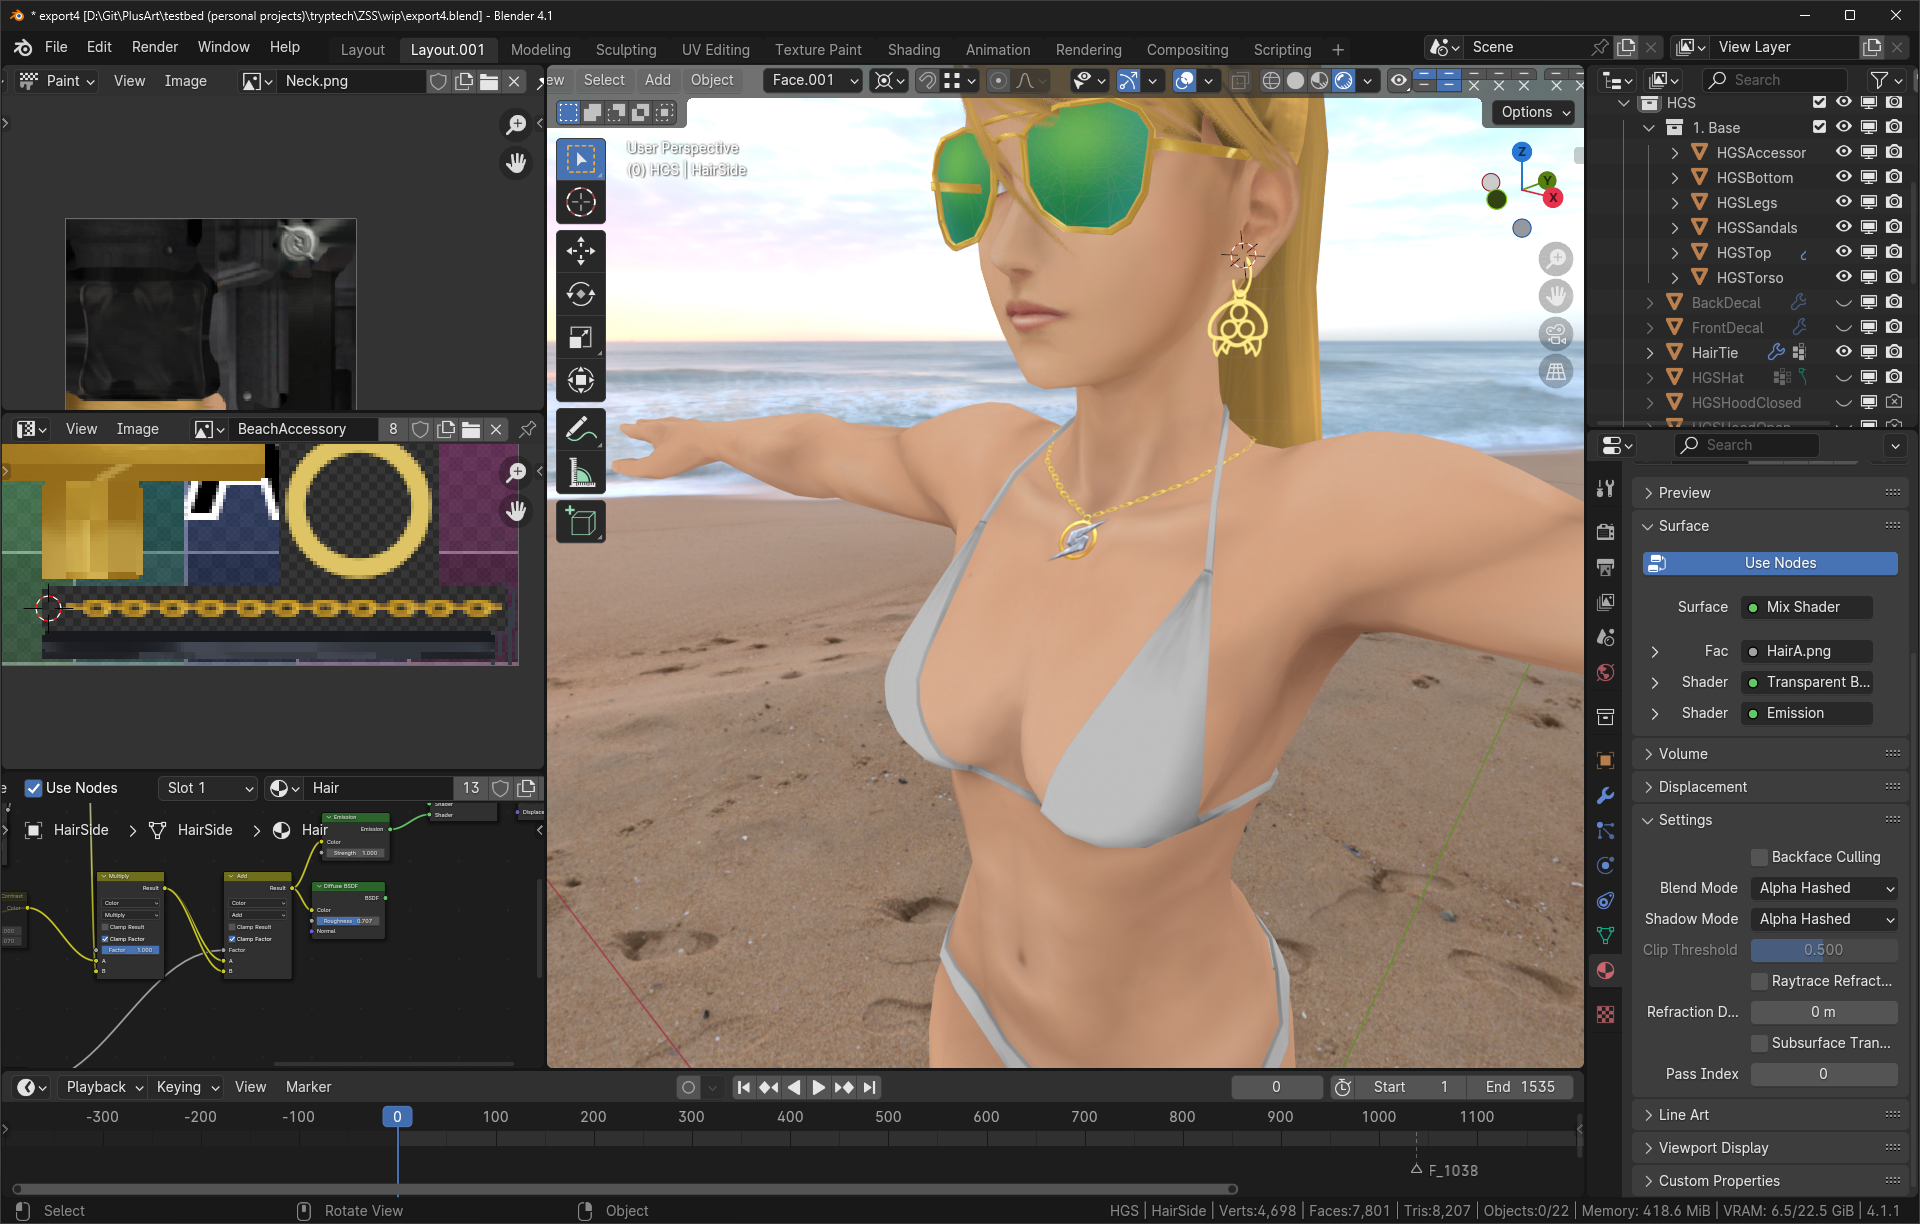 * export4 [D:\Git\PlusArt\testbed (personal projects)\tryptech\ZSS\wip\export4.blend] - Blender 4.1
File Edit Render Window Help Layout Layout.001 Modeling Sculpting UV Editing Texture Paint Shading Animation Rendering Compositing Scripting + Scene View Layer
Paint View Image Neck.png
ew Select Add Object Face.001
Search
Options
User Perspective
(0) HGS | HairSide
Z
Y
X
HGS
1. Base
HGSAccessor
HGSBottom
HGSLegs
HGSSandals
HGSTop
HGSTorso
BackDecal
FrontDecal
HairTie
HGSHat
HGSHoodClosed
View Image BeachAccessory 8
Search
Preview
Surface
Use Nodes
Surface Mix Shader
Fac HairA.png
Shader Transparent B...
Shader Emission
Volume
Displacement
Settings
Backface Culling
Blend Mode Alpha Hashed
Shadow Mode Alpha Hashed
Clip Threshold 0.500
Raytrace Refract...
Refraction D... 0 m
Subsurface Tran...
Pass Index 0
Line Art
Viewport Display
Custom Properties
e Use Nodes Slot 1 Hair 13
HairSide > HairSide > Hair
Shader
Displace
Emission
Emission
Color
Strength 1.000
Multiply
Result
Color
Multiply
Clamp Result
Clamp Factor
Factor 1.000
A
B
Add
Result
Color
Add
Clamp Result
Clamp Factor
Factor
A
B
Diffuse BSDF
BSDF
Color
Roughness 0.707
Normal
Playback Keying View Marker 0 Start 1 End 1535
-300 -200 -100 0 100 200 300 400 500 600 700 800 900 1000 1100
F_1038
Select Rotate View Object HGS | HairSide | Verts:4,698 | Faces:7,801 | Tris:8,207 | Objects:0/22 | Memory: 418.6 MiB | VRAM: 6.5/22.5 GiB | 4.1.1